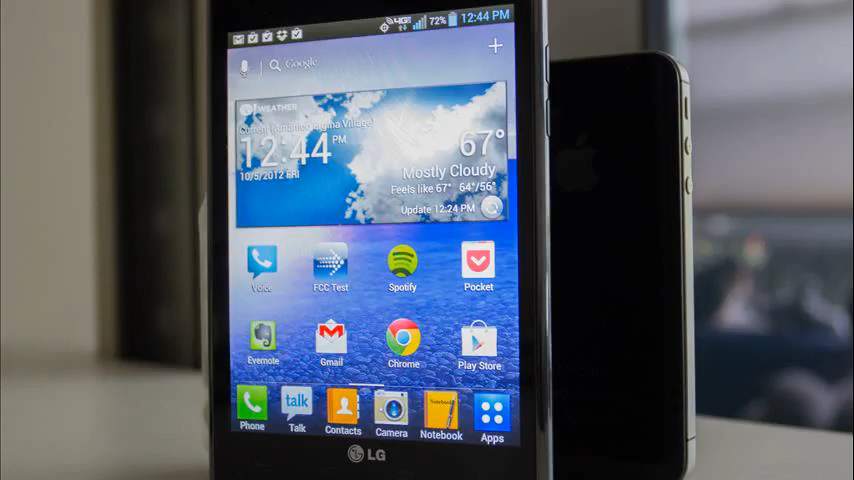 4G 72% 12:44 PM
Google
Y! WEATHER
12:44 PM
10/5/2012 FRI
67°
Mostly Cloudy
Feels like 67° 64°/56°
Update 12:24 PM
Voice FCC Test Spotify Pocket
Evernote Gmail Chrome Play Store
talk Notebook
Phone Talk Contacts Camera Notebook Apps
LG